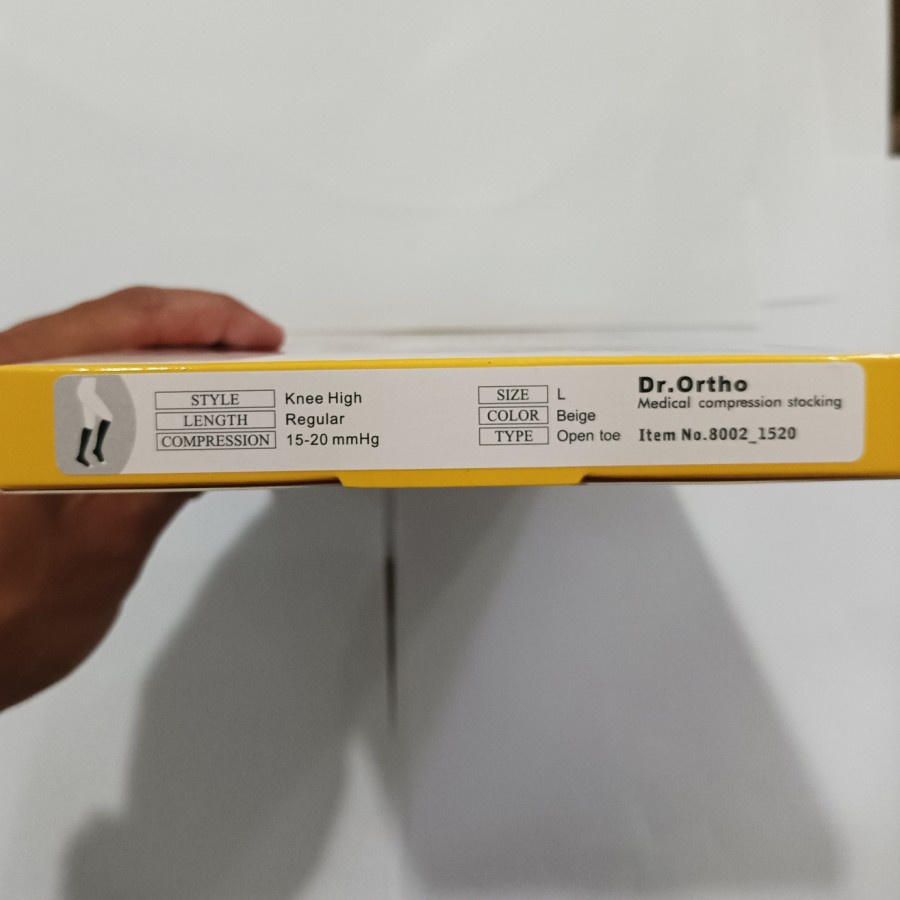 STYLE Knee High
LENGTH Regular
COMPRESSION 15-20 mmHg
SIZE L
COLOR Beige
TYPE Open toe
Dr.Ortho
Medical compression stocking
Item No.8002_1520